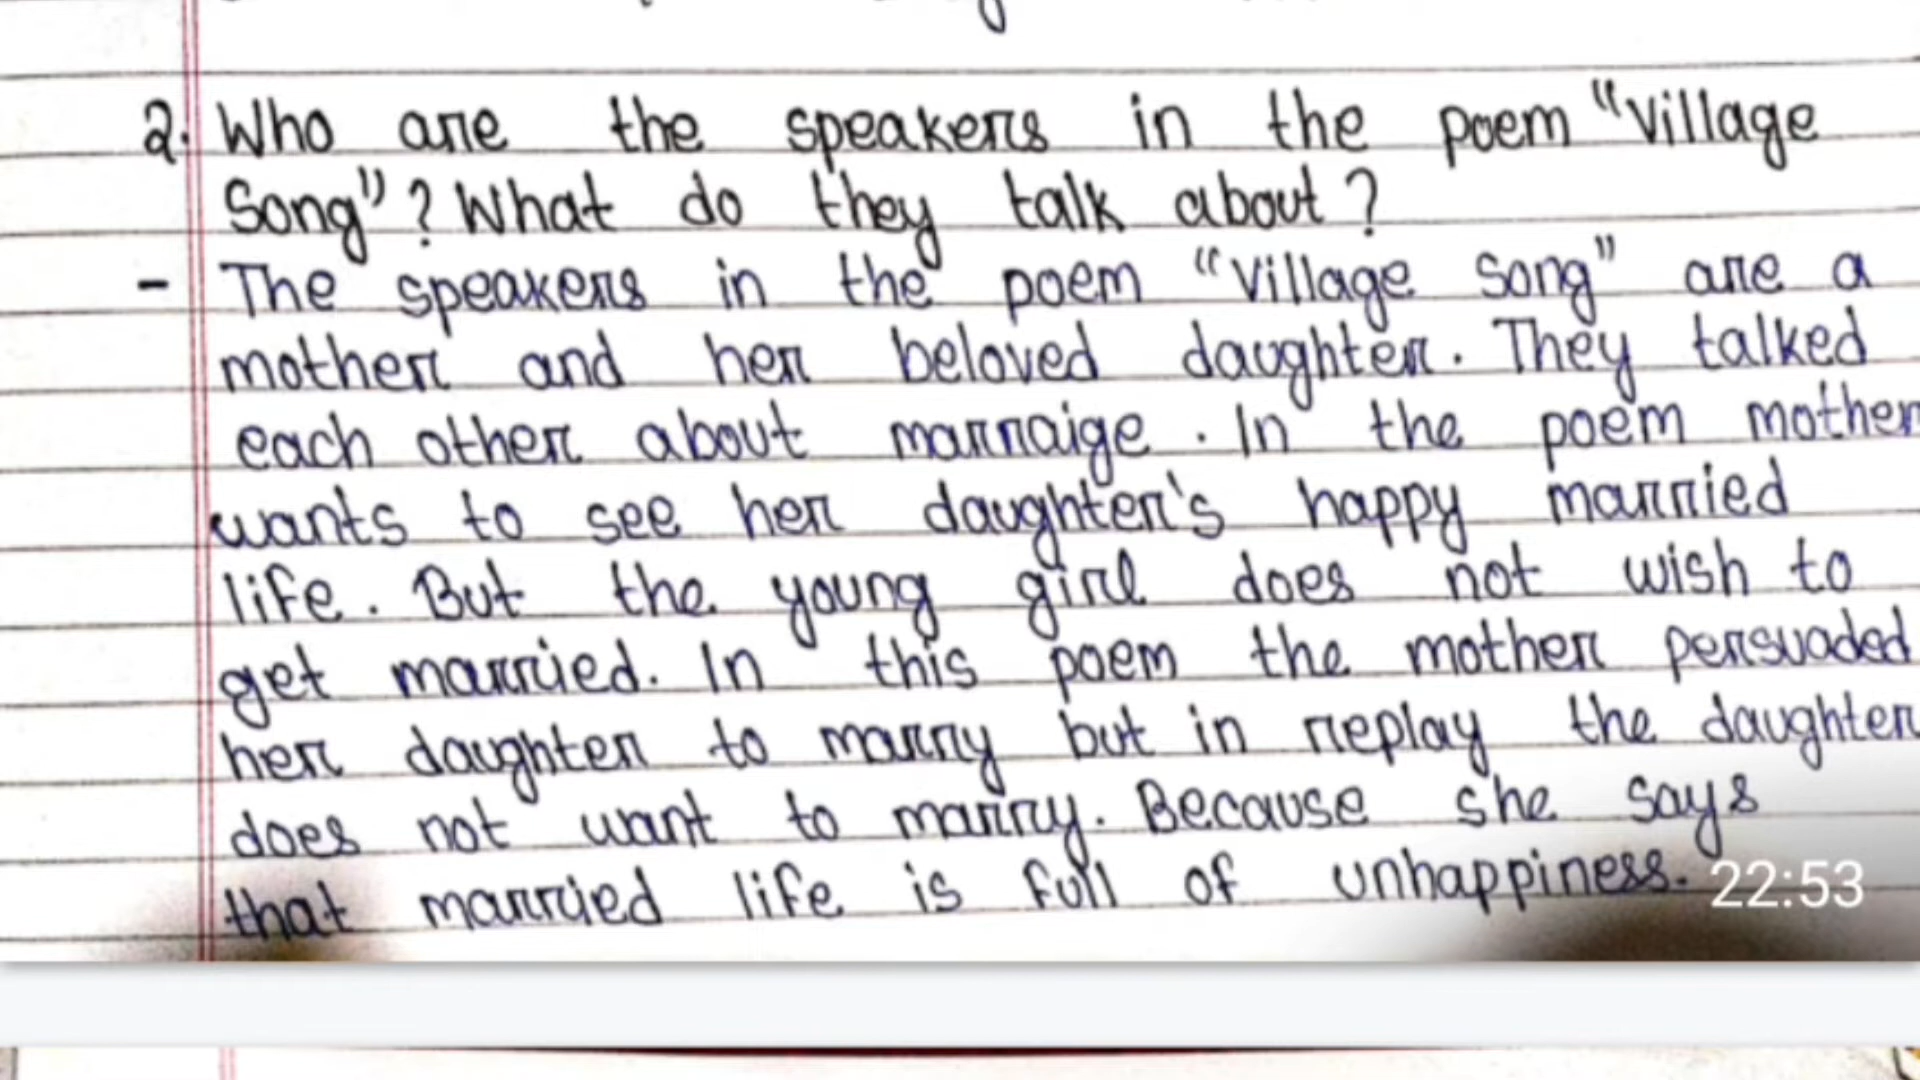 2. Who are the speakers in the poem "Village
Song"? What do they talk about?
- The speakers in the poem "Village Song" are a
mother and her beloved daughter. They talked
each other about marraige. In the poem mother
wants to see her daughter's happy married
life. But the young girl does not wish to
get married. In this poem the mother persuaded
her daughter to marry but in replay the daughter
does not want to marry. Because she says
that married life is full of unhappiness.
22:53